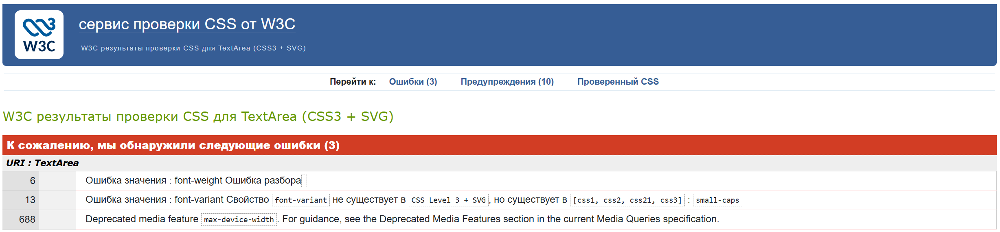 W3C
сервис проверки CSS от W3C
W3C результаты проверки CSS для TextArea (CSS3 + SVG)
Перейти к: Ошибки (3) Предупреждения (10) Проверенный CSS
W3C результаты проверки CSS для TextArea (CSS3 + SVG)
К сожалению, мы обнаружили следующие ошибки (3)
URI : TextArea
6 Ошибка значения : font-weight Ошибка разбора
13 Ошибка значения : font-variant Свойство font-variant не существует в CSS Level 3 + SVG, но существует в [css1, css2, css21, css3] : small-caps
688 Deprecated media feature max-device-width. For guidance, see the Deprecated Media Features section in the current Media Queries specification.